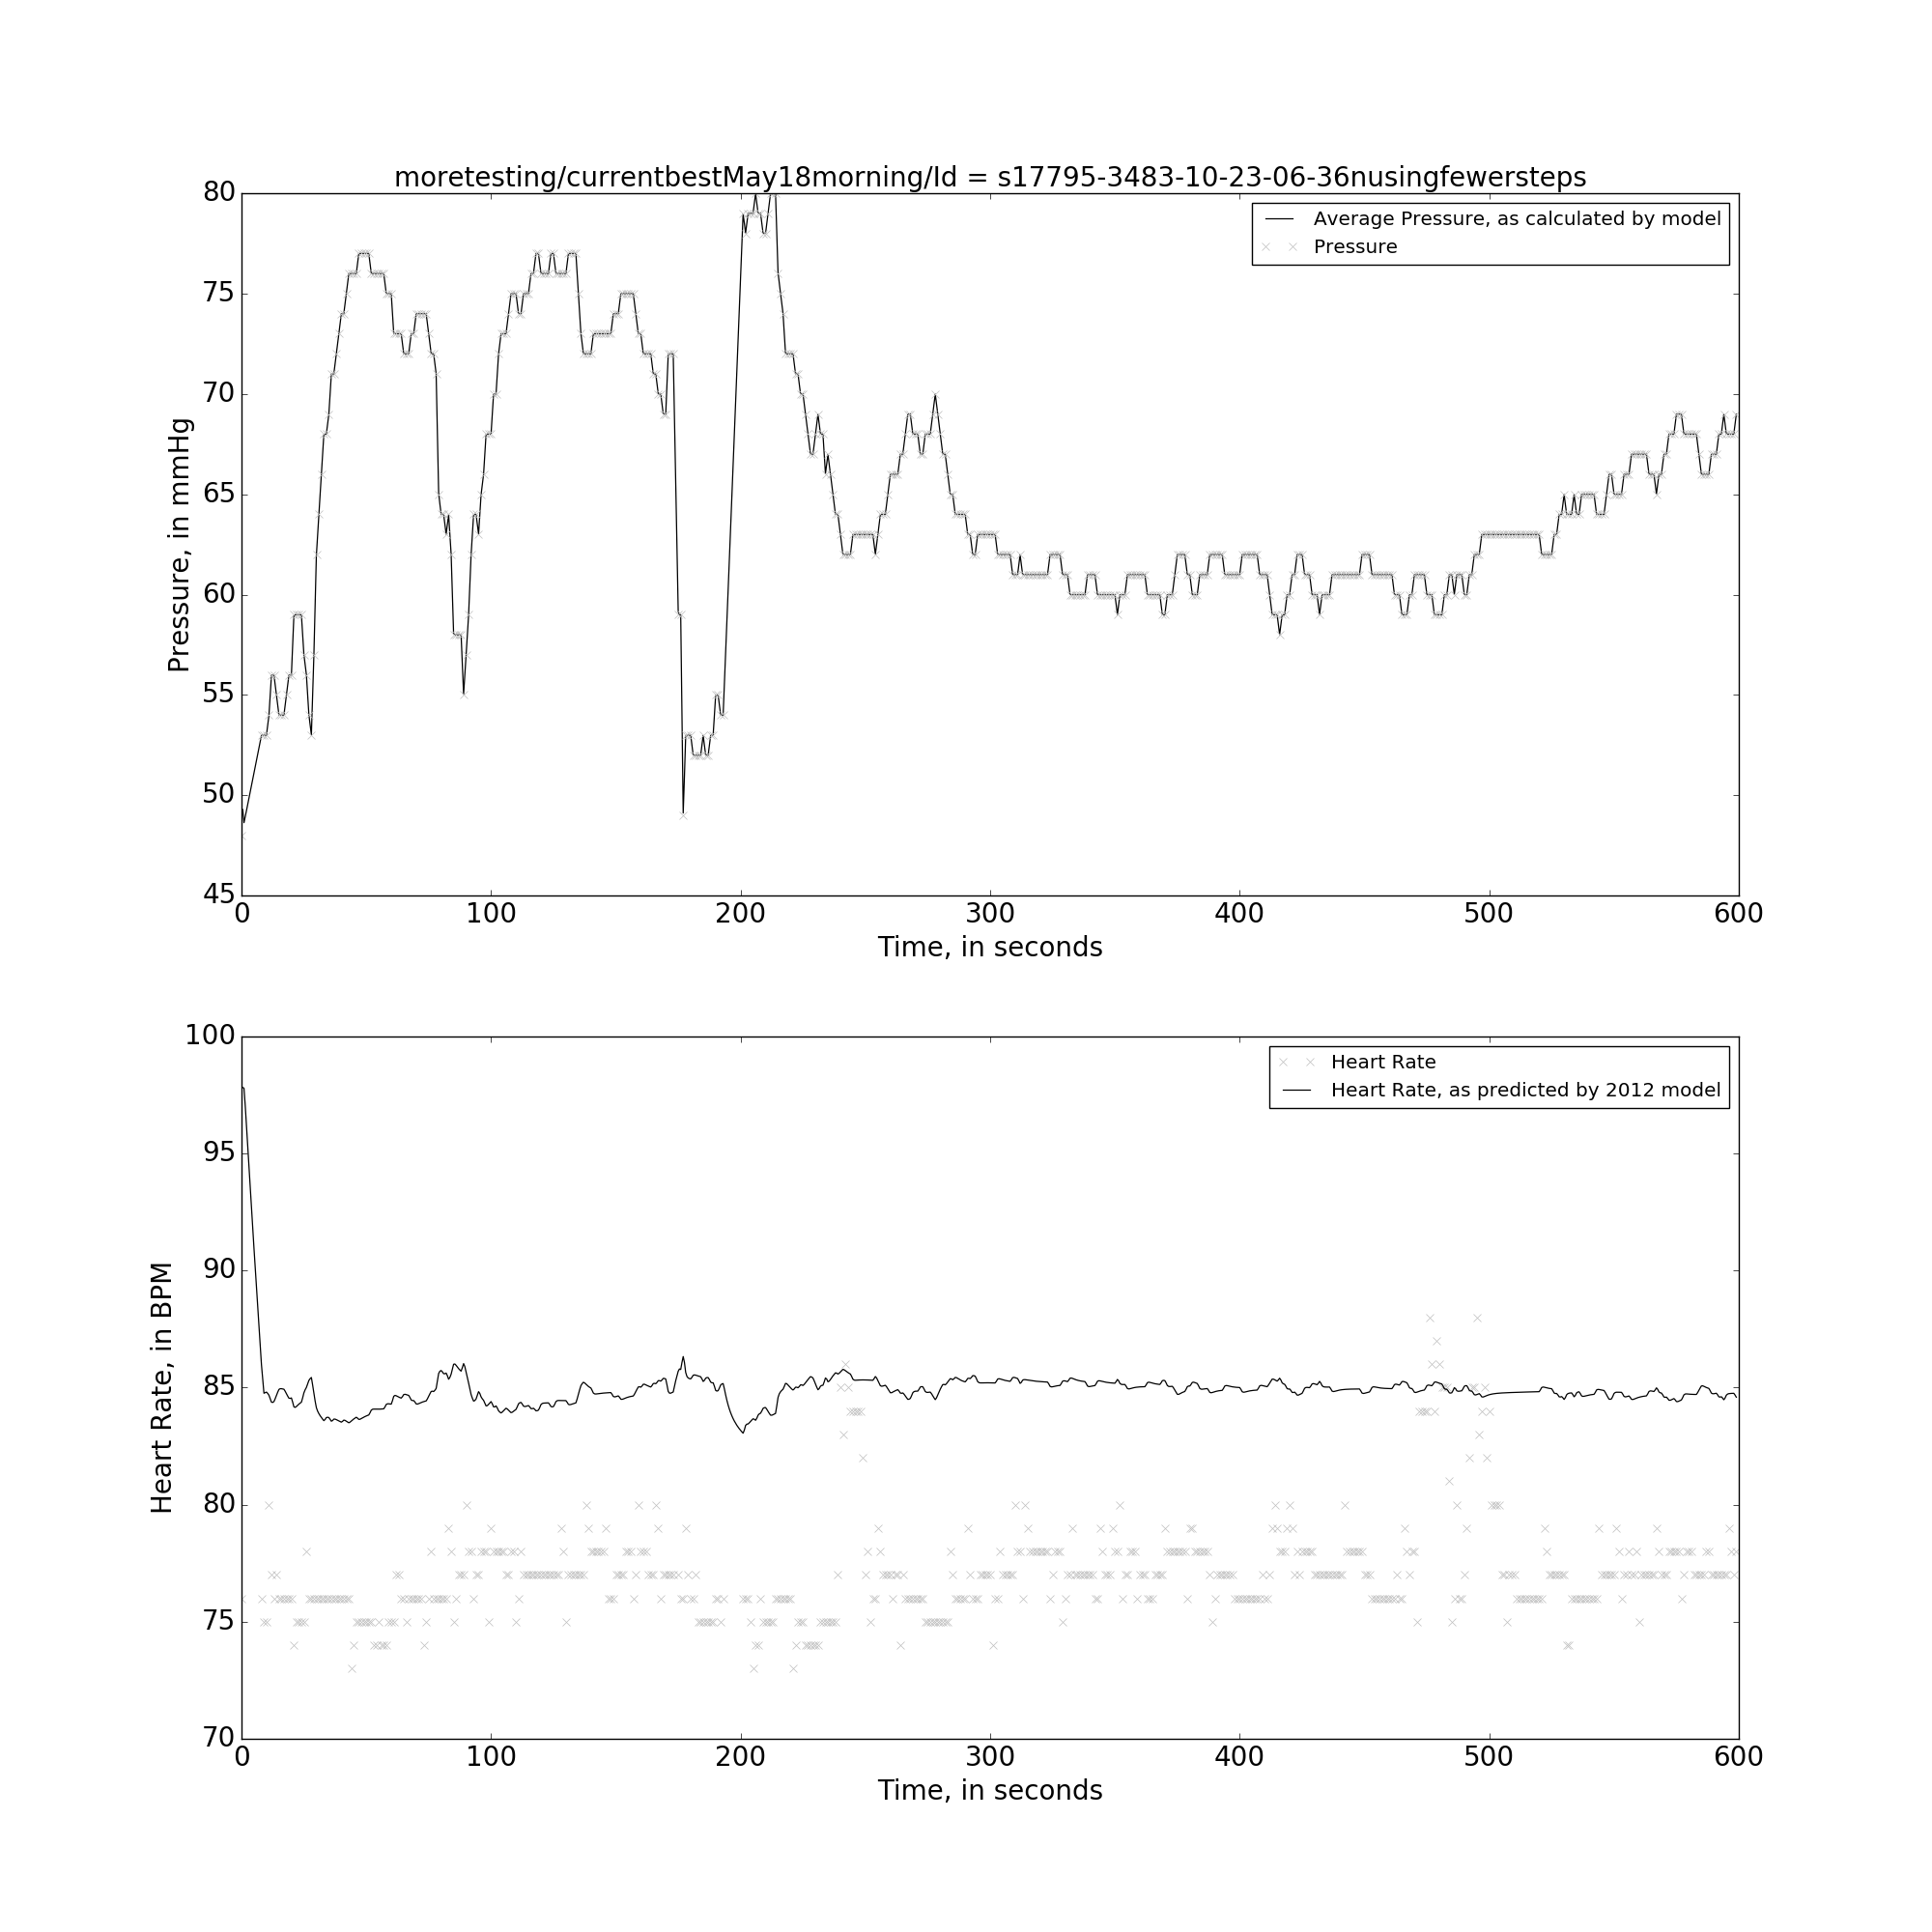 moretesting/currentbestMay18morning/Id = s17795-3483-10-23-06-36nusingfewersteps
80
75
70
65
60
55
50
45
Pressure, in mmHg
Average Pressure, as calculated by model
Pressure
0 100 200 300 400 500 600
Time, in seconds
100
95
90
85
80
75
70
Heart Rate, in BPM
Heart Rate
Heart Rate, as predicted by 2012 model
0 100 200 300 400 500 600
Time, in seconds